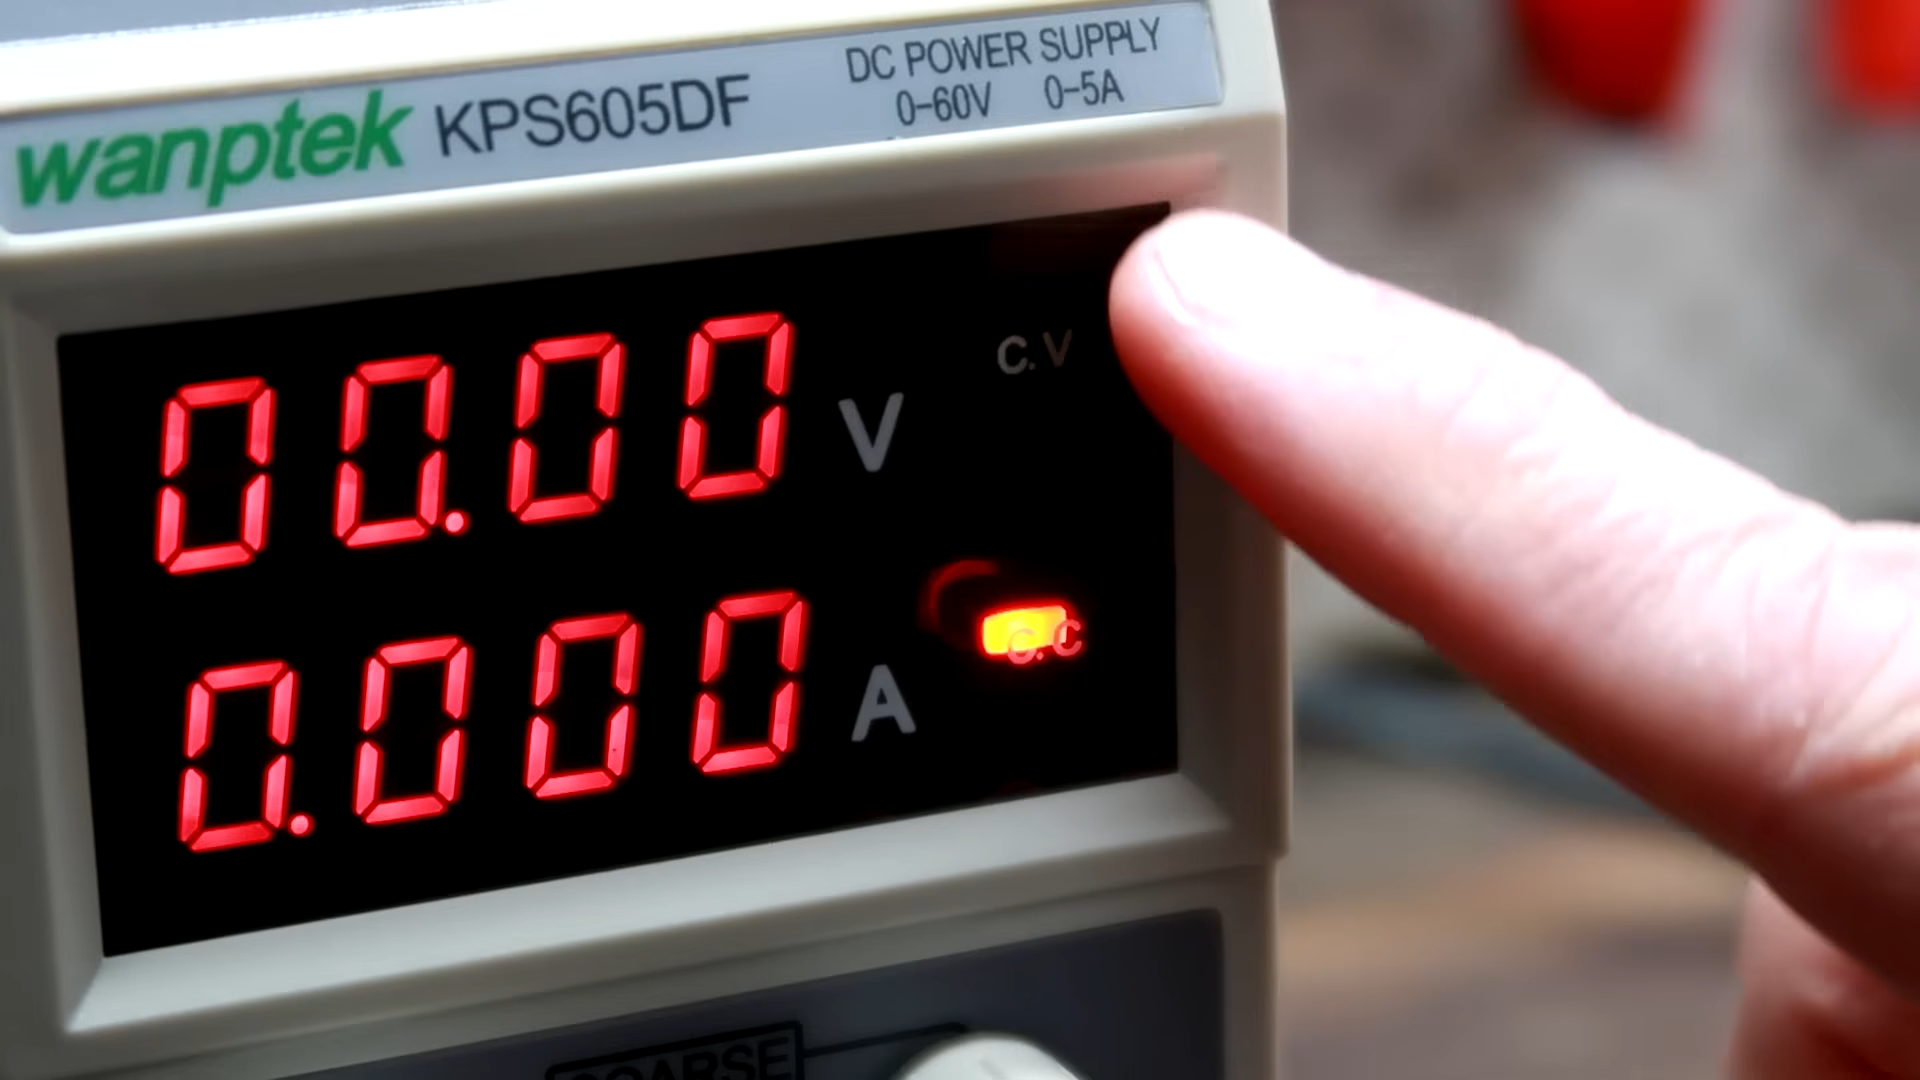 wanptek KPS605DF
DC POWER SUPPLY
0-60V 0-5A
00.00 V
C.V
0.000 A
C.C
COARSE